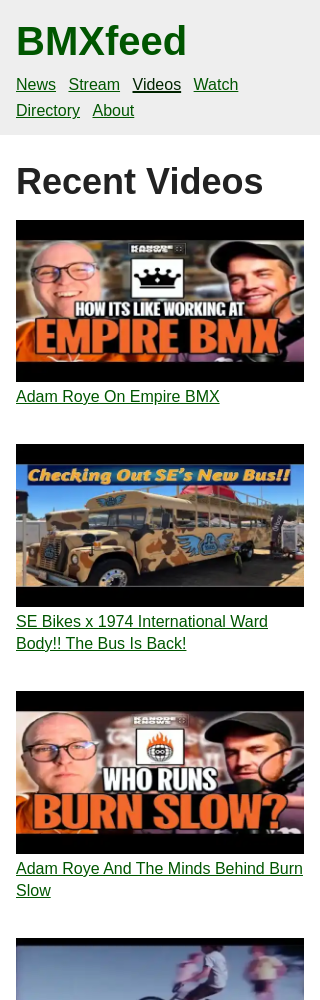 BMXfeed
News Stream Videos Watch
Directory About
Recent Videos
KANODE
KNOWS
HOW ITS LIKE WORKING AT
EMPIRE BMX
Adam Roye On Empire BMX
Checking Out SE's New Bus!!
SE Bikes x 1974 International Ward
Body!! The Bus Is Back!
KANODE
KNOWS
WHO RUNS
BURN SLOW?
Adam Roye And The Minds Behind Burn
Slow